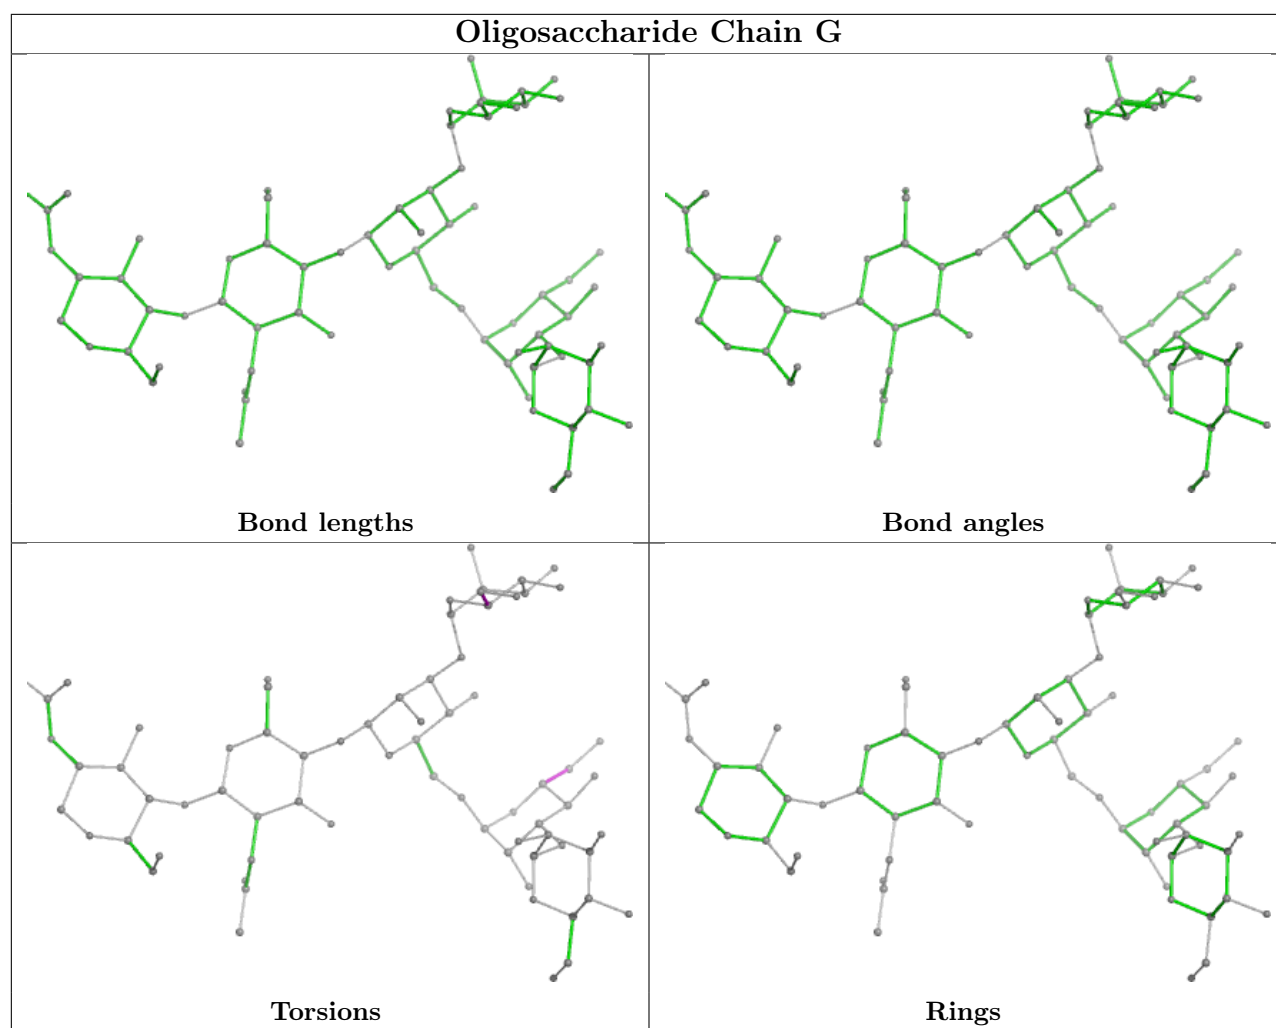 Oligosaccharide Chain G
Bond lengths
Bond angles
Torsions
Rings